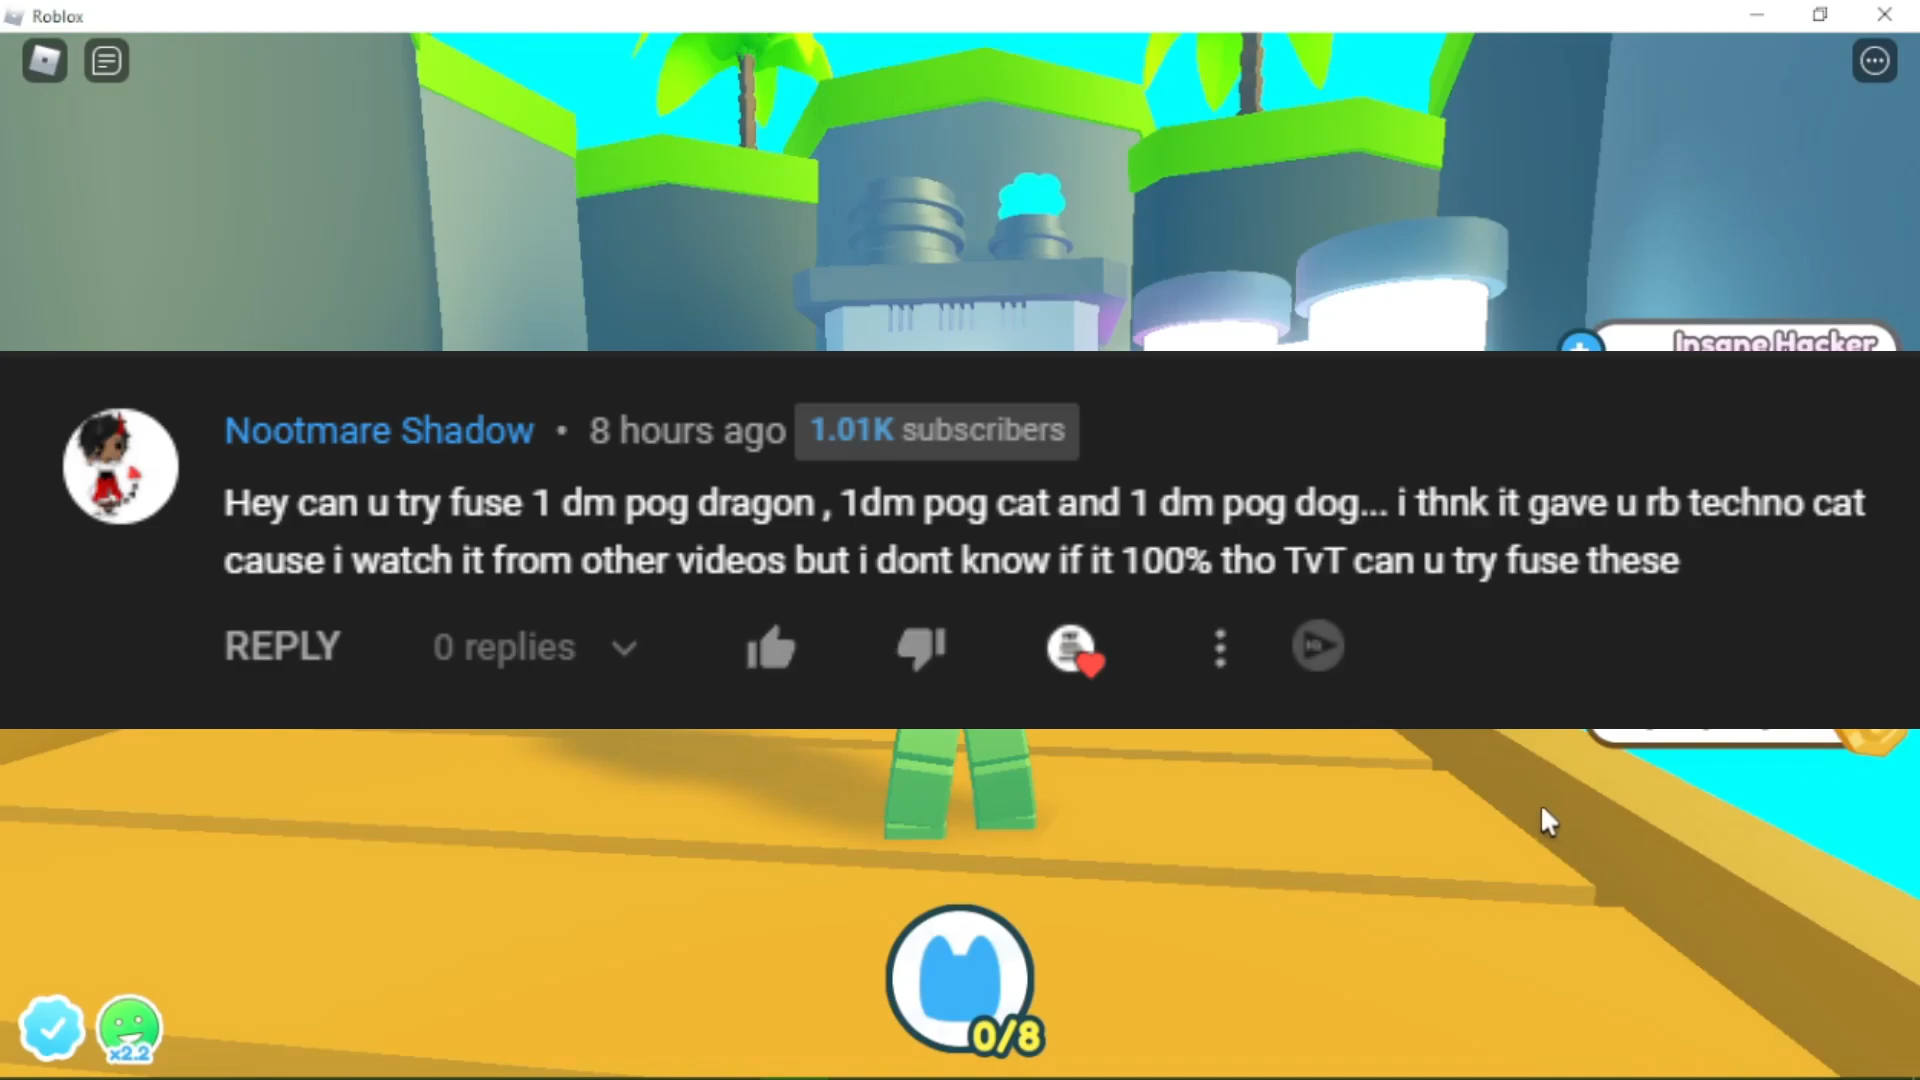 Roblox
Insane Hacker
Nootmare Shadow • 8 hours ago 1.01K subscribers
Hey can u try fuse 1 dm pog dragon , 1dm pog cat and 1 dm pog dog... i thnk it gave u rb techno cat
cause i watch it from other videos but i dont know if it 100% tho TvT can u try fuse these
REPLY 0 replies
0/8
x2.2